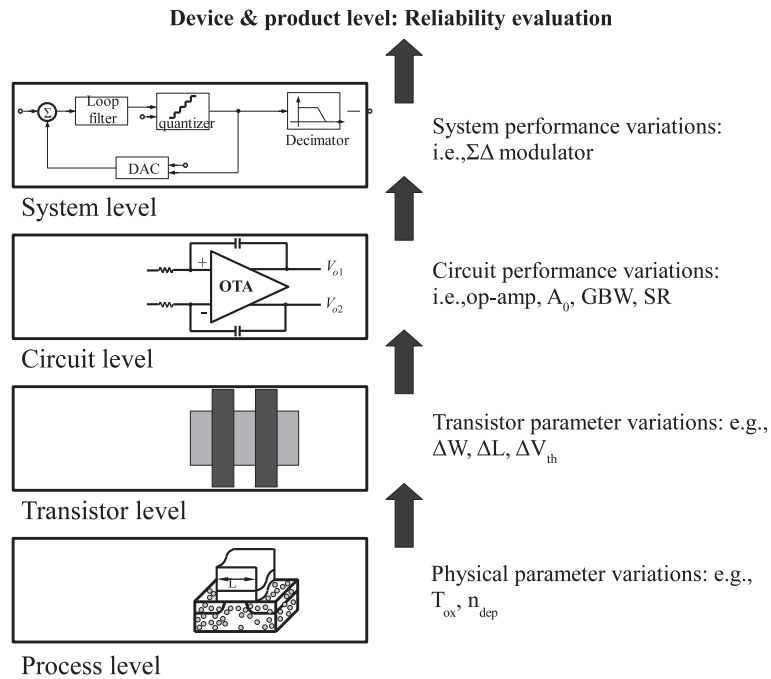 Device & product level: Reliability evaluation
Loop
filter
Σ
quantizer
Decimator
DAC
System level
System performance variations:
i.e.,ΣΔ modulator
+
OTA
-
Vo1
Vo2
Circuit level
Circuit performance variations:
i.e.,op-amp, A0, GBW, SR
Transistor level
Transistor parameter variations: e.g.,
ΔW, ΔL, ΔVth
L
Process level
Physical parameter variations: e.g.,
Tox, ndep